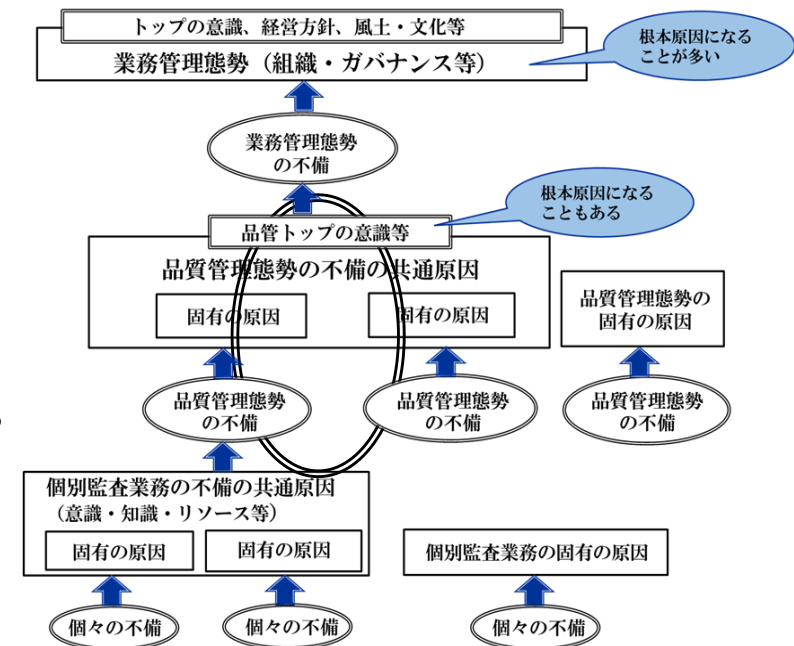 トップの意識、経営方針、風土・文化等
業務管理態勢（組織・ガバナンス等）
根本原因になる
ことが多い
業務管理態勢
の不備
根本原因になる
こともある
品管トップの意識等
品質管理態勢の不備の共通原因
固有の原因
固有の原因
品質管理態勢の
固有の原因
品質管理態勢
の不備
品質管理態勢
の不備
品質管理態勢
の不備
個別監査業務の不備の共通原因
（意識・知識・リソース等）
固有の原因
固有の原因
個別監査業務の固有の原因
個々の不備
個々の不備
個々の不備